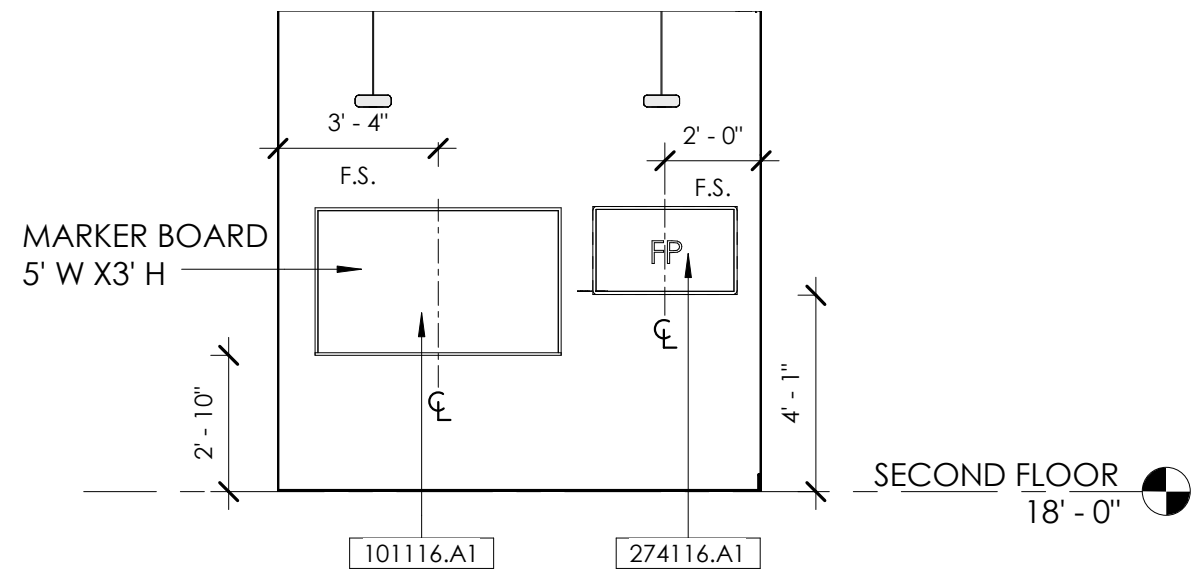 3' - 4"
2' - 0"
F.S.
F.S.
MARKER BOARD
5' W X3' H
FP
℄
℄
2' - 10"
4' - 1"
SECOND FLOOR
18' - 0"
101116.A1
274116.A1